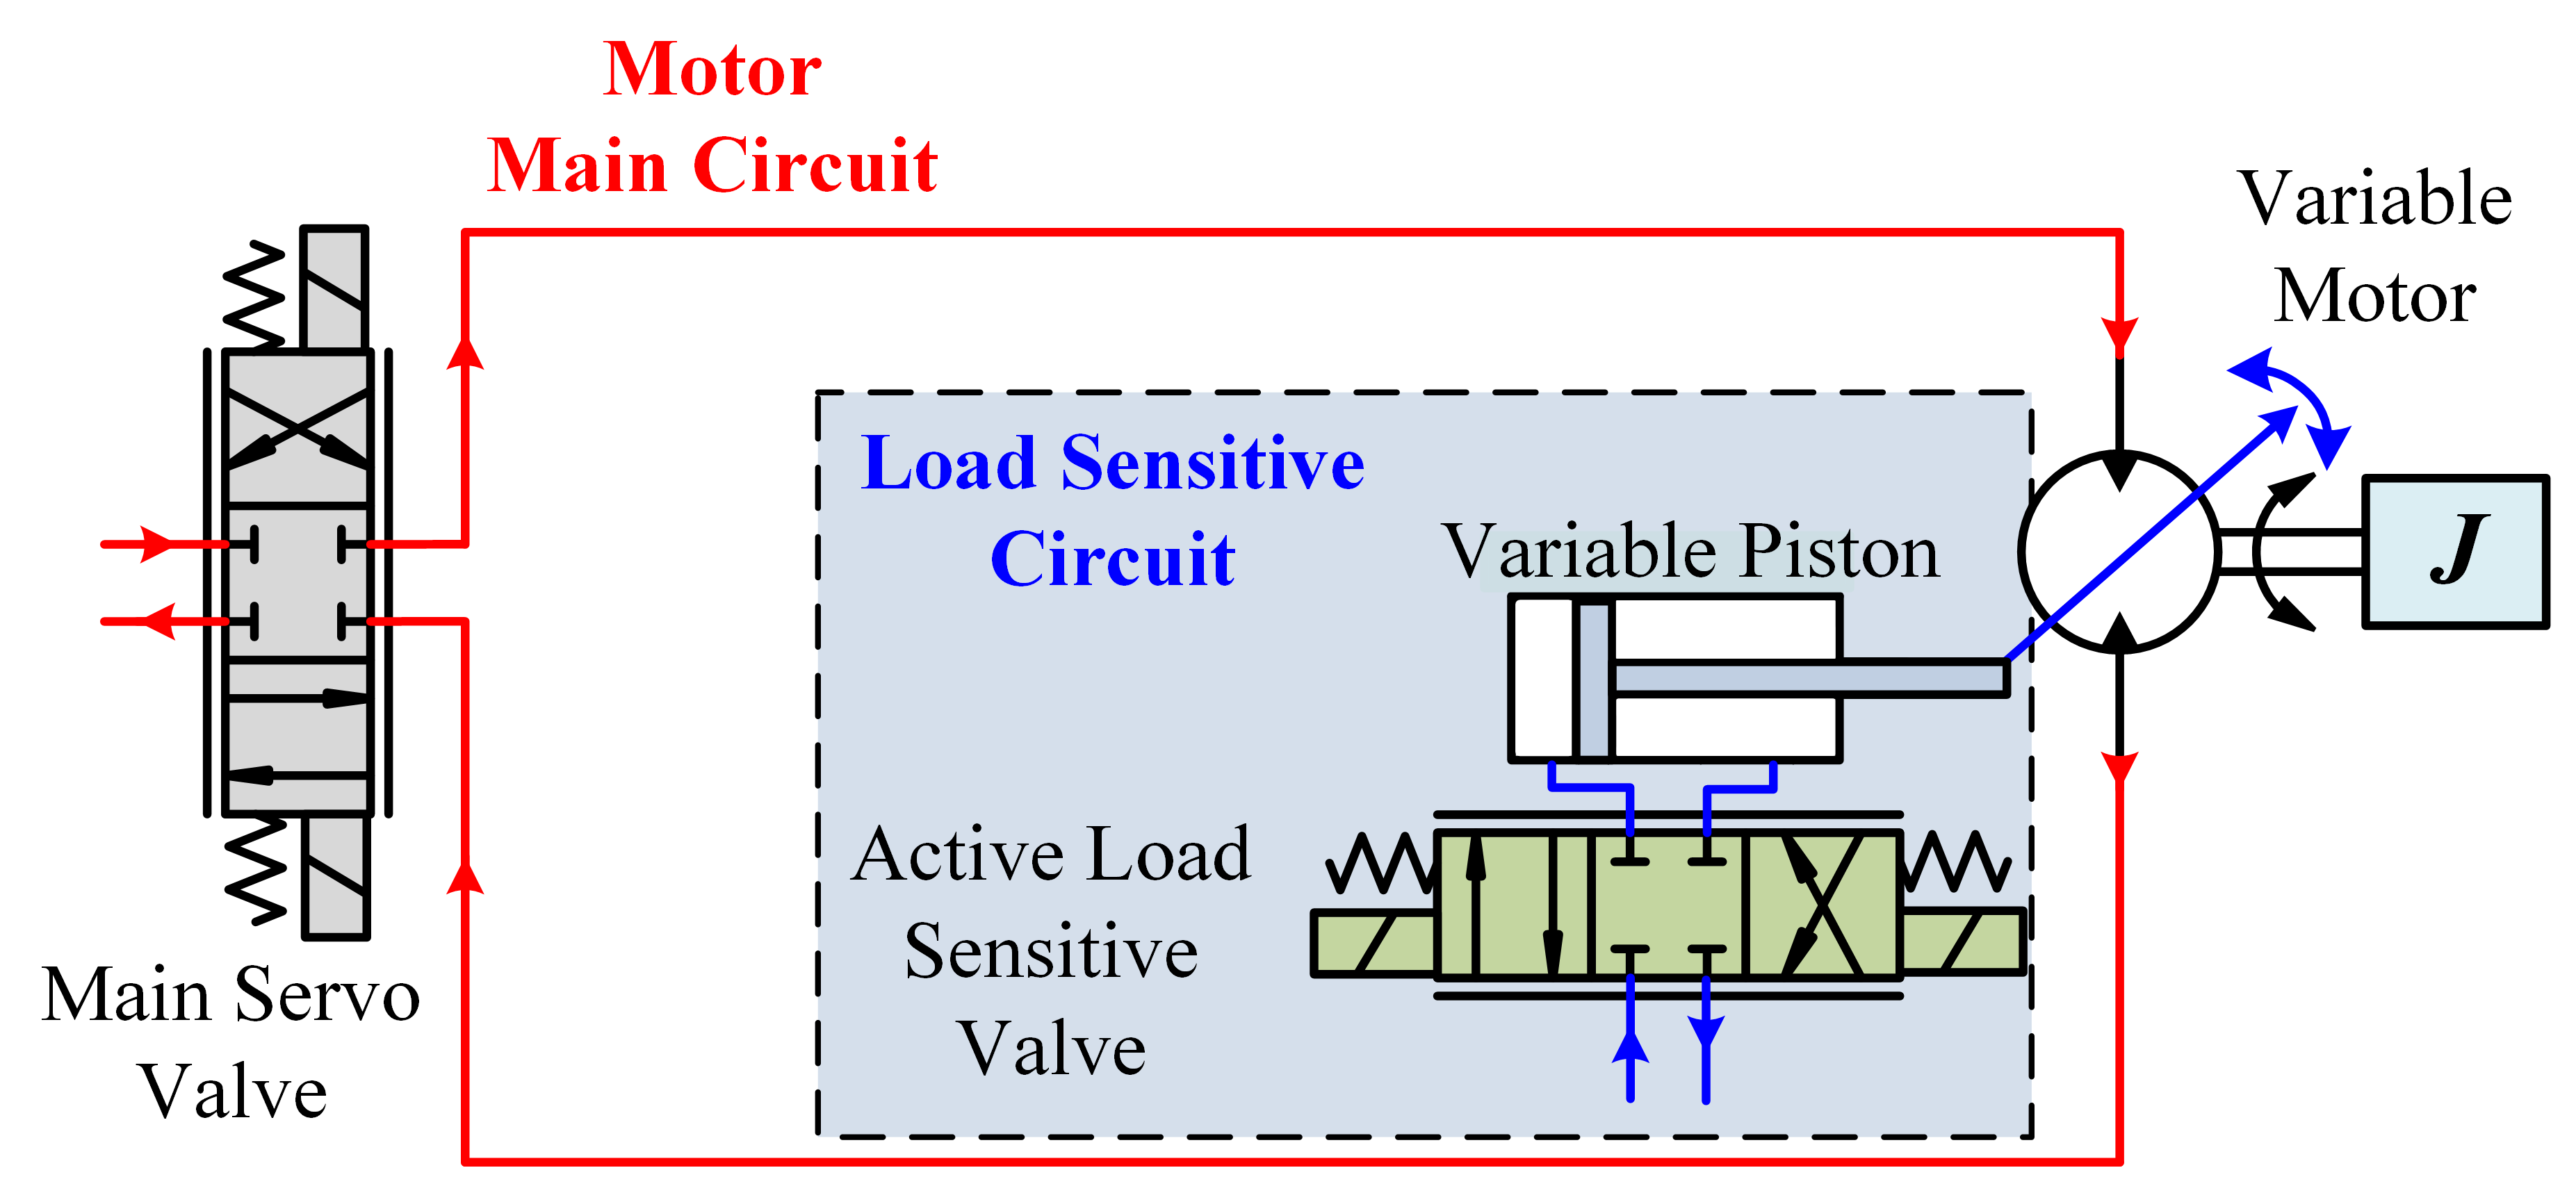 Motor
Main Circuit
Variable
Motor
Load Sensitive
Circuit
Variable Piston
J
Active Load
Sensitive
Valve
Main Servo
Valve